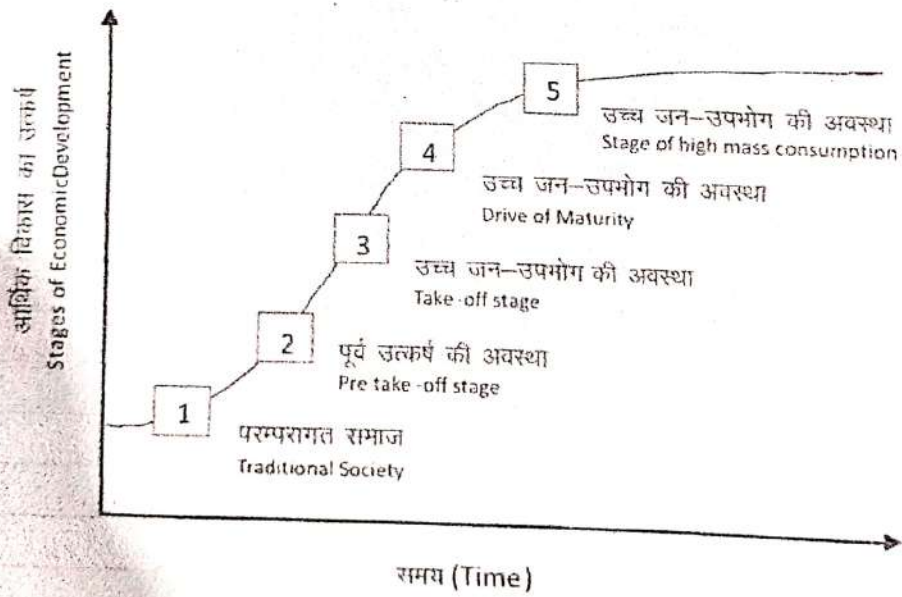 आर्थिक विकास का उत्कर्ष
Stages of EconomicDevelopment
5
उच्च जन-उपभोग की अवस्था
Stage of high mass consumption
4
उच्च जन-उपभोग की अवस्था
Drive of Maturity
3
उच्च जन-उपभोग की अवस्था
Take-off stage
2
पूर्व उत्कर्ष की अवस्था
Pre take-off stage
1
परम्परागत समाज
Traditional Society
समय (Time)